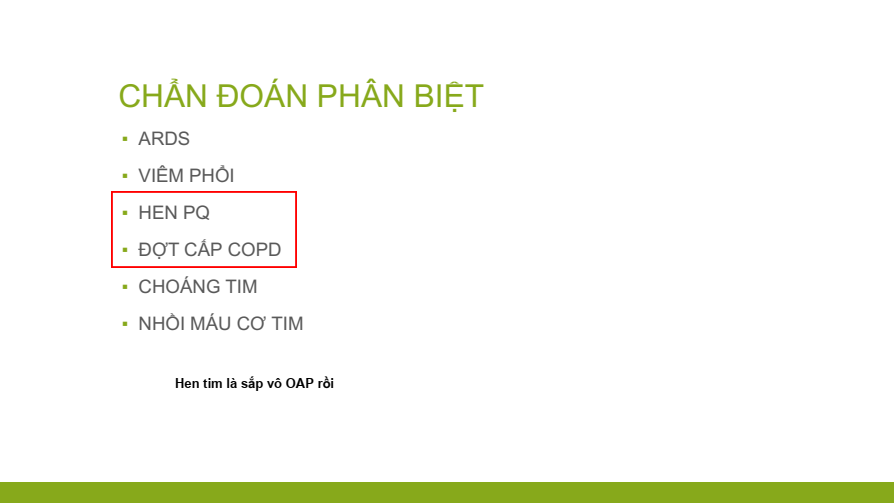 CHẨN ĐOÁN PHÂN BIỆT
▪ ARDS
▪ VIÊM PHỔI
▪ HEN PQ
▪ ĐỢT CẤP COPD
▪ CHOÁNG TIM
▪ NHỒI MÁU CƠ TIM
Hen tim là sắp vô OAP rồi